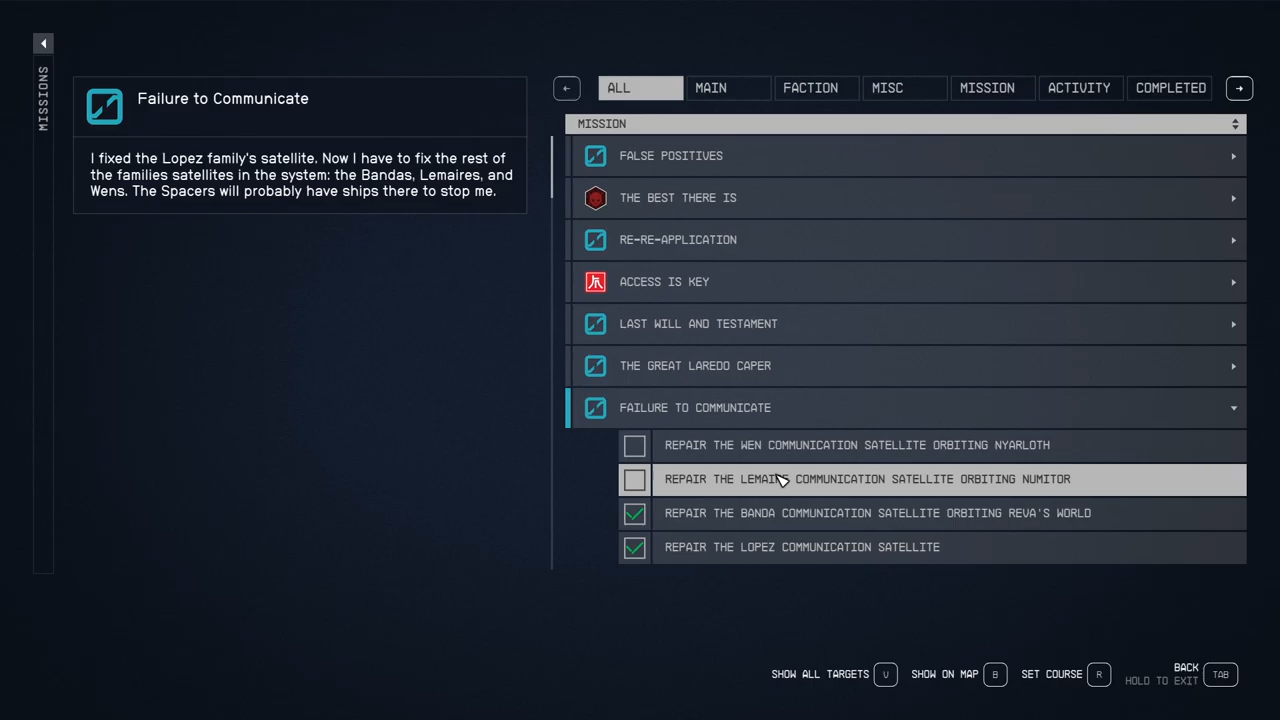 MISSIONS
Failure to Communicate
I fixed the Lopez family's satellite. Now I have to fix the rest of
the families satellites in the system: the Bandas, Lemaires, and
Wens. The Spacers will probably have ships there to stop me.
ALL MAIN FACTION MISC MISSION ACTIVITY COMPLETED
MISSION
FALSE POSITIVES
THE BEST THERE IS
RE-RE-APPLICATION
ACCESS IS KEY
LAST WILL AND TESTAMENT
THE GREAT LAREDO CAPER
FAILURE TO COMMUNICATE
REPAIR THE WEN COMMUNICATION SATELLITE ORBITING NYARLOTH
REPAIR THE LEMAIRE COMMUNICATION SATELLITE ORBITING NUMITOR
REPAIR THE BANDA COMMUNICATION SATELLITE ORBITING REVA'S WORLD
REPAIR THE LOPEZ COMMUNICATION SATELLITE
SHOW ALL TARGETS V SHOW ON MAP B SET COURSE R BACK TAB
HOLD TO EXIT